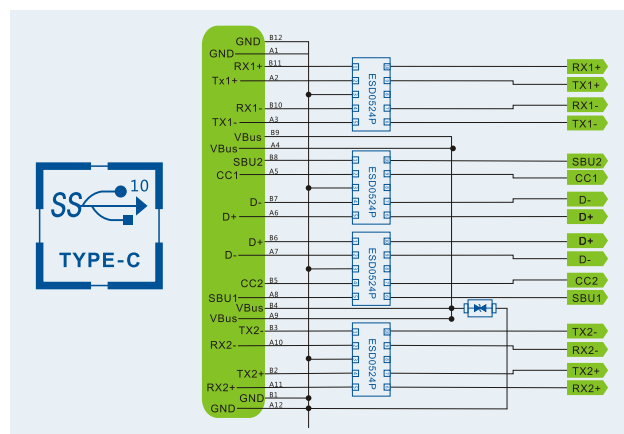 GND B12
GND A1
RX1+ B11 RX1+
Tx1+ A2 TX1+
ESD0524P
RX1- B10 RX1-
TX1- A3 TX1-
VBus B9
VBus A4
SBU2 B8 SBU2
CC1 A5 CC1
ESD0524P
SS 10
D- B7 D-
D+ A6 D+
D+ B6 D+
D- A7 D-
TYPE-C
ESD0524P
CC2 B5 CC2
SBU1 A8 SBU1
VBus B4
VBus A9
TX2- B3 TX2-
RX2- A10 RX2-
ESD0524P
TX2+ B2 TX2+
RX2+ A11 RX2+
GND B1
GND A12